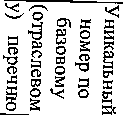 Уникальный
номер по
базовому
(отраслевом
у) перечню